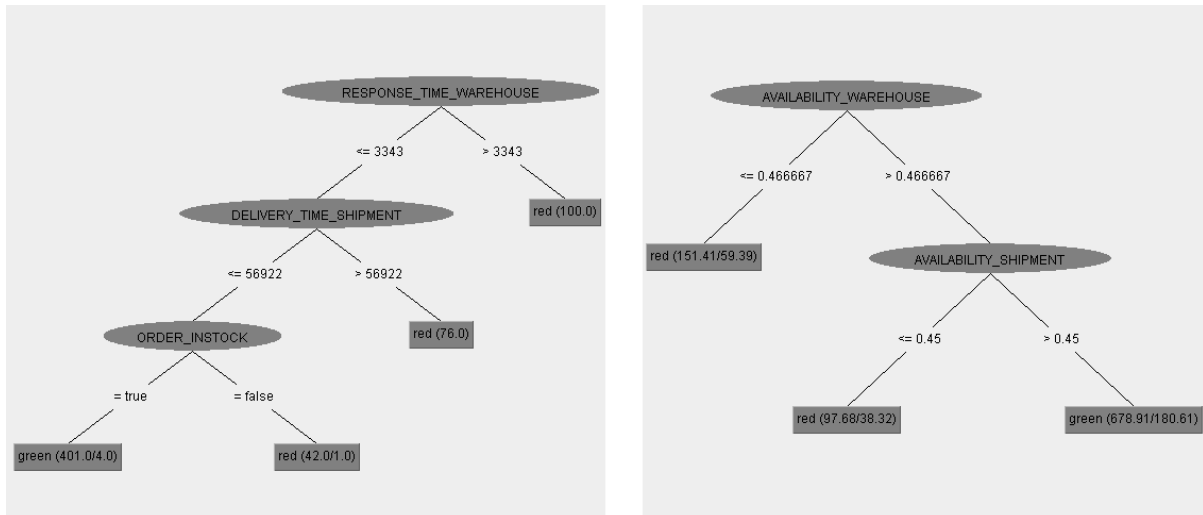 RESPONSE_TIME_WAREHOUSE
<= 3343
> 3343
DELIVERY_TIME_SHIPMENT
red (100.0)
<= 56922
> 56922
ORDER_INSTOCK
red (76.0)
= true
= false
green (401.0/4.0)
red (42.0/1.0)
AVAILABILITY_WAREHOUSE
<= 0.466667
> 0.466667
red (151.41/59.39)
AVAILABILITY_SHIPMENT
<= 0.45
> 0.45
red (97.68/38.32)
green (678.91/180.61)